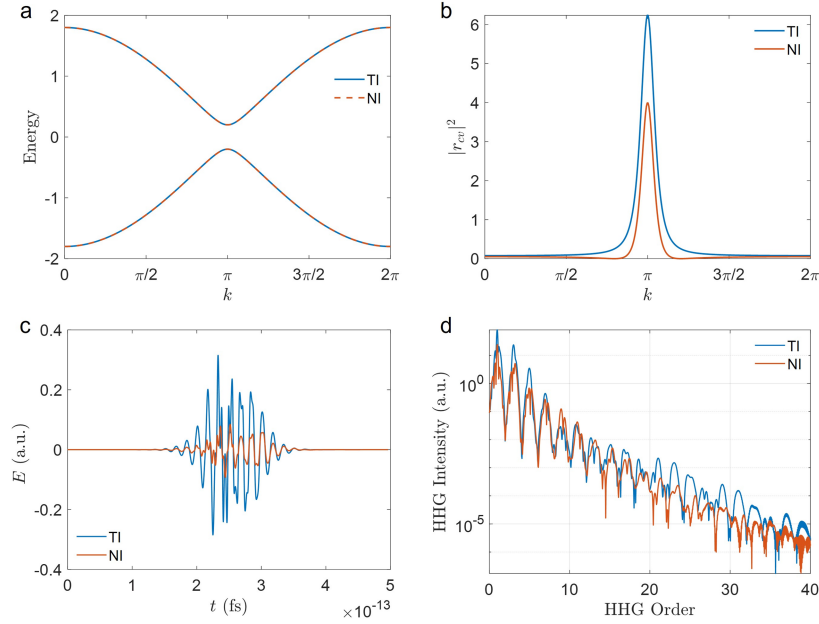 a
2
1
0
-1
-2
Energy
TI
NI
0
π/2
π
3π/2
2π
k
b
6
5
4
3
2
1
0
|r_cv|^2
TI
NI
0
π/2
π
3π/2
2π
k
c
0.4
0.2
0
-0.2
-0.4
E (a.u.)
TI
NI
0
1
2
3
4
5
t (fs)
×10^-13
d
10^0
10^-5
HHG Intensity (a.u.)
TI
NI
0
10
20
30
40
HHG Order